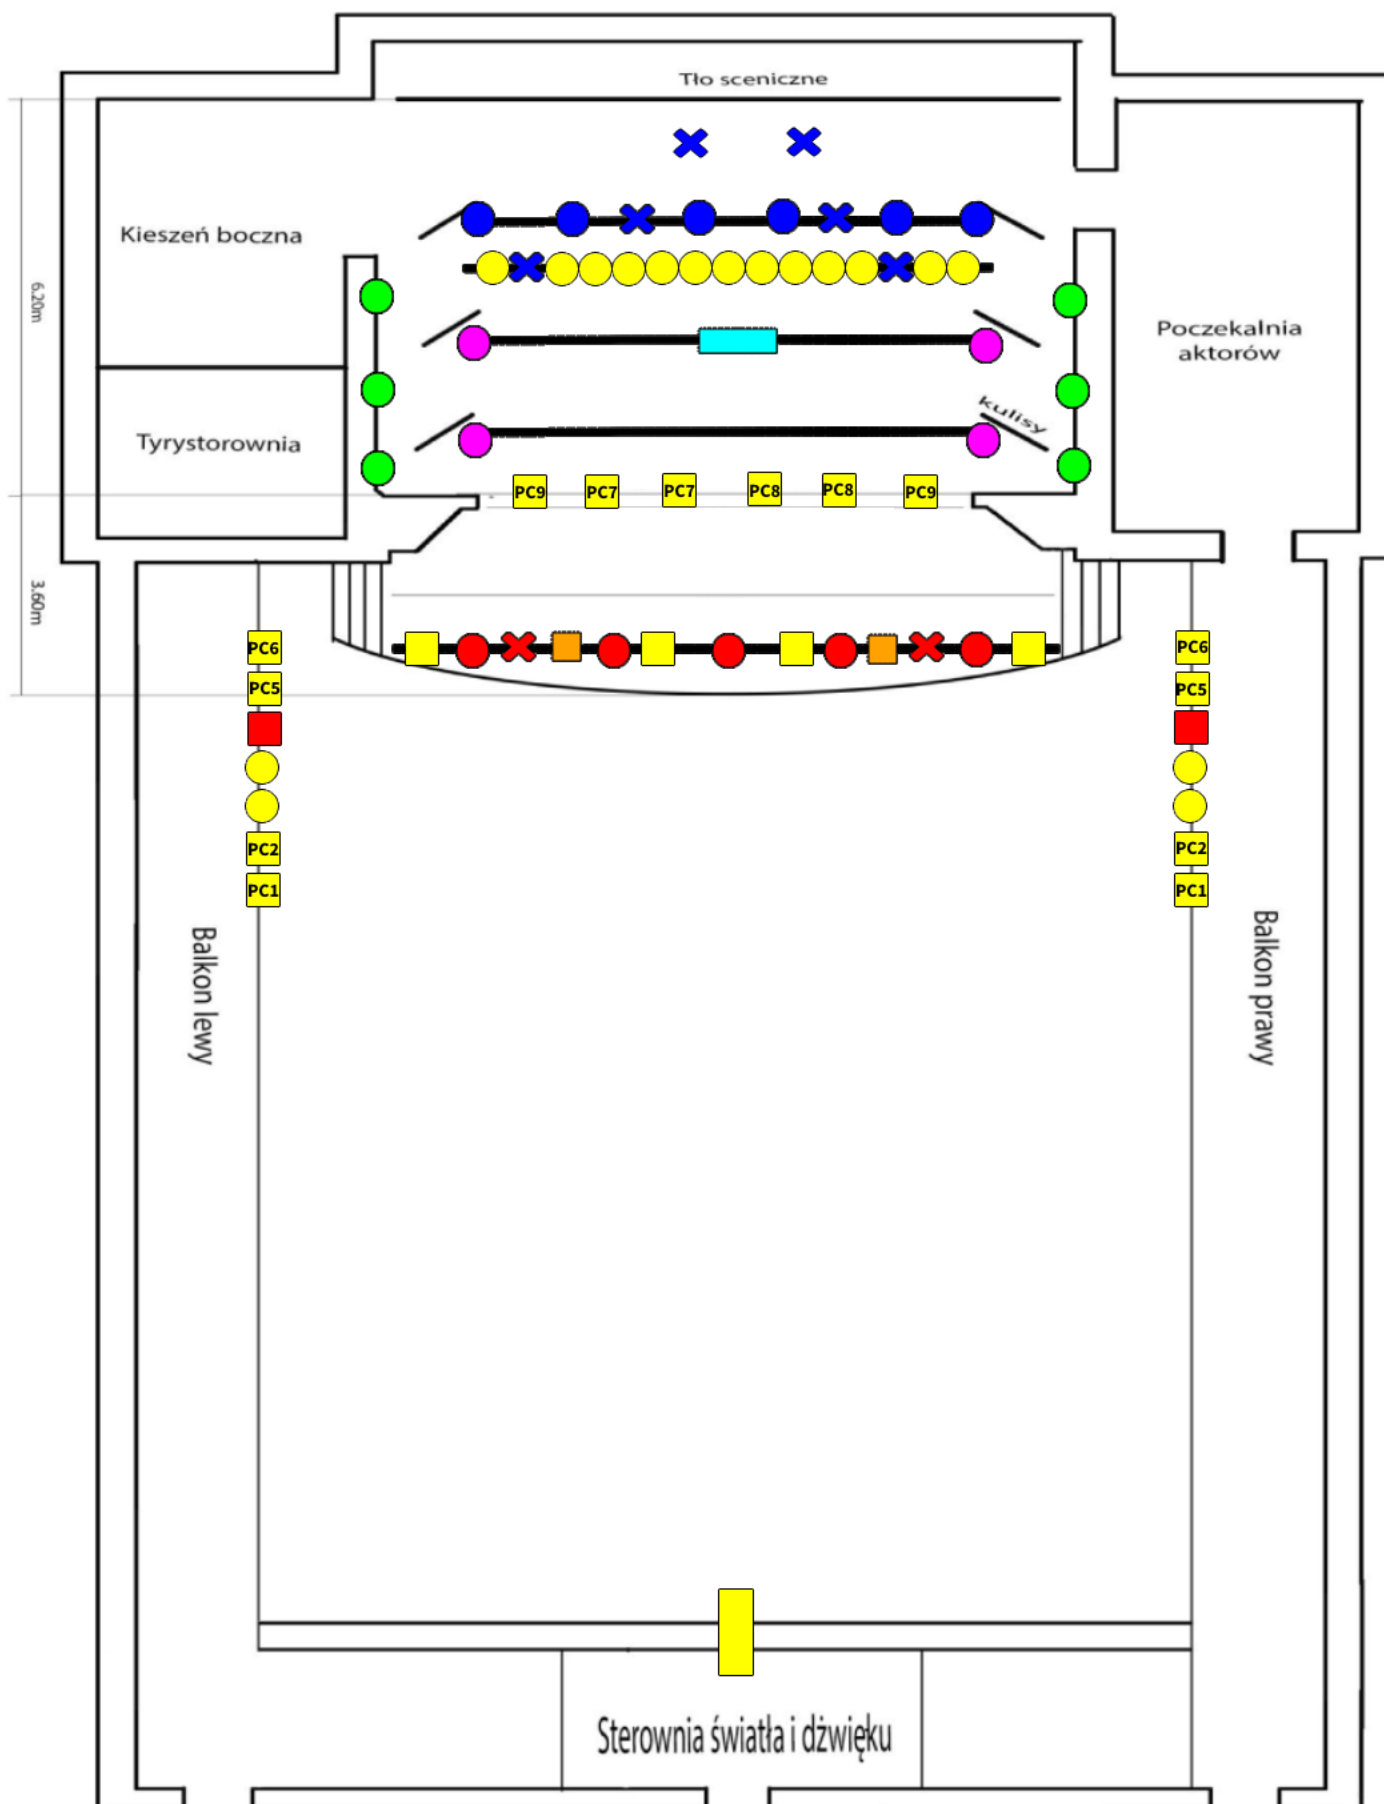 Tło sceniczne
Kieszeń boczna
6.20m
Poczekalnia
aktorów
kulisy
Tyrystorownia
PC9 PC7 PC7 PC8 PC8 PC9
3.60m
PC6 PC6
PC5 PC5
PC2 PC2
PC1 PC1
Balkon lewy
Balkon prawy
Sterownia światła i dżwięku